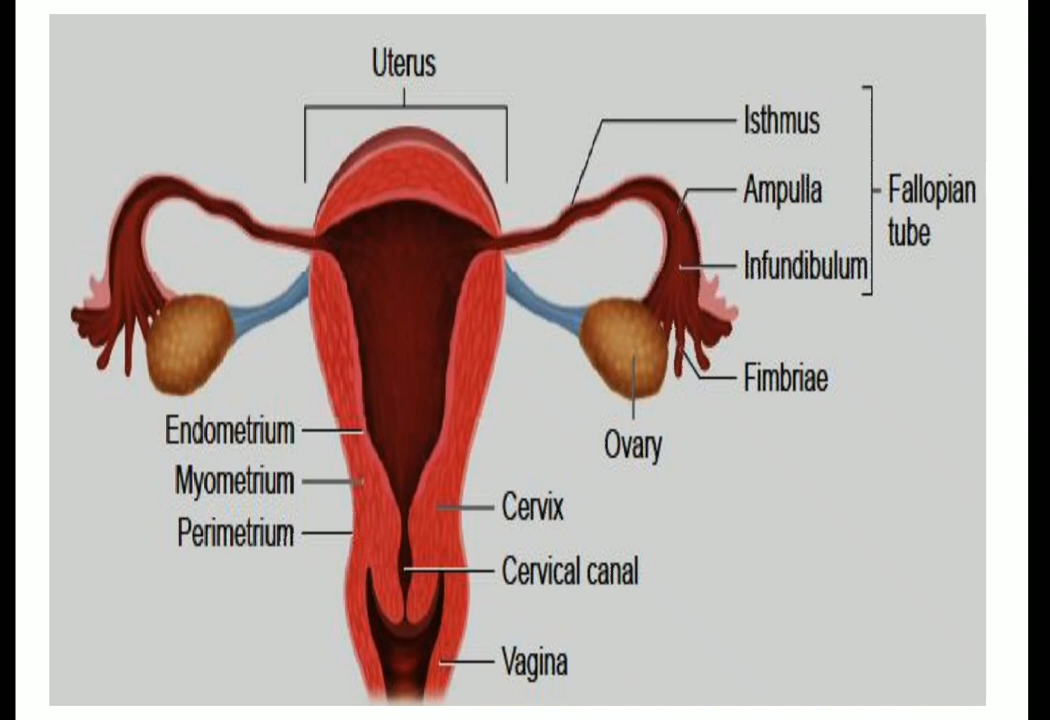 Uterus
Isthmus
Ampulla
Fallopian
tube
Infundibulum
Fimbriae
Ovary
Endometrium
Myometrium
Perimetrium
Cervix
Cervical canal
Vagina